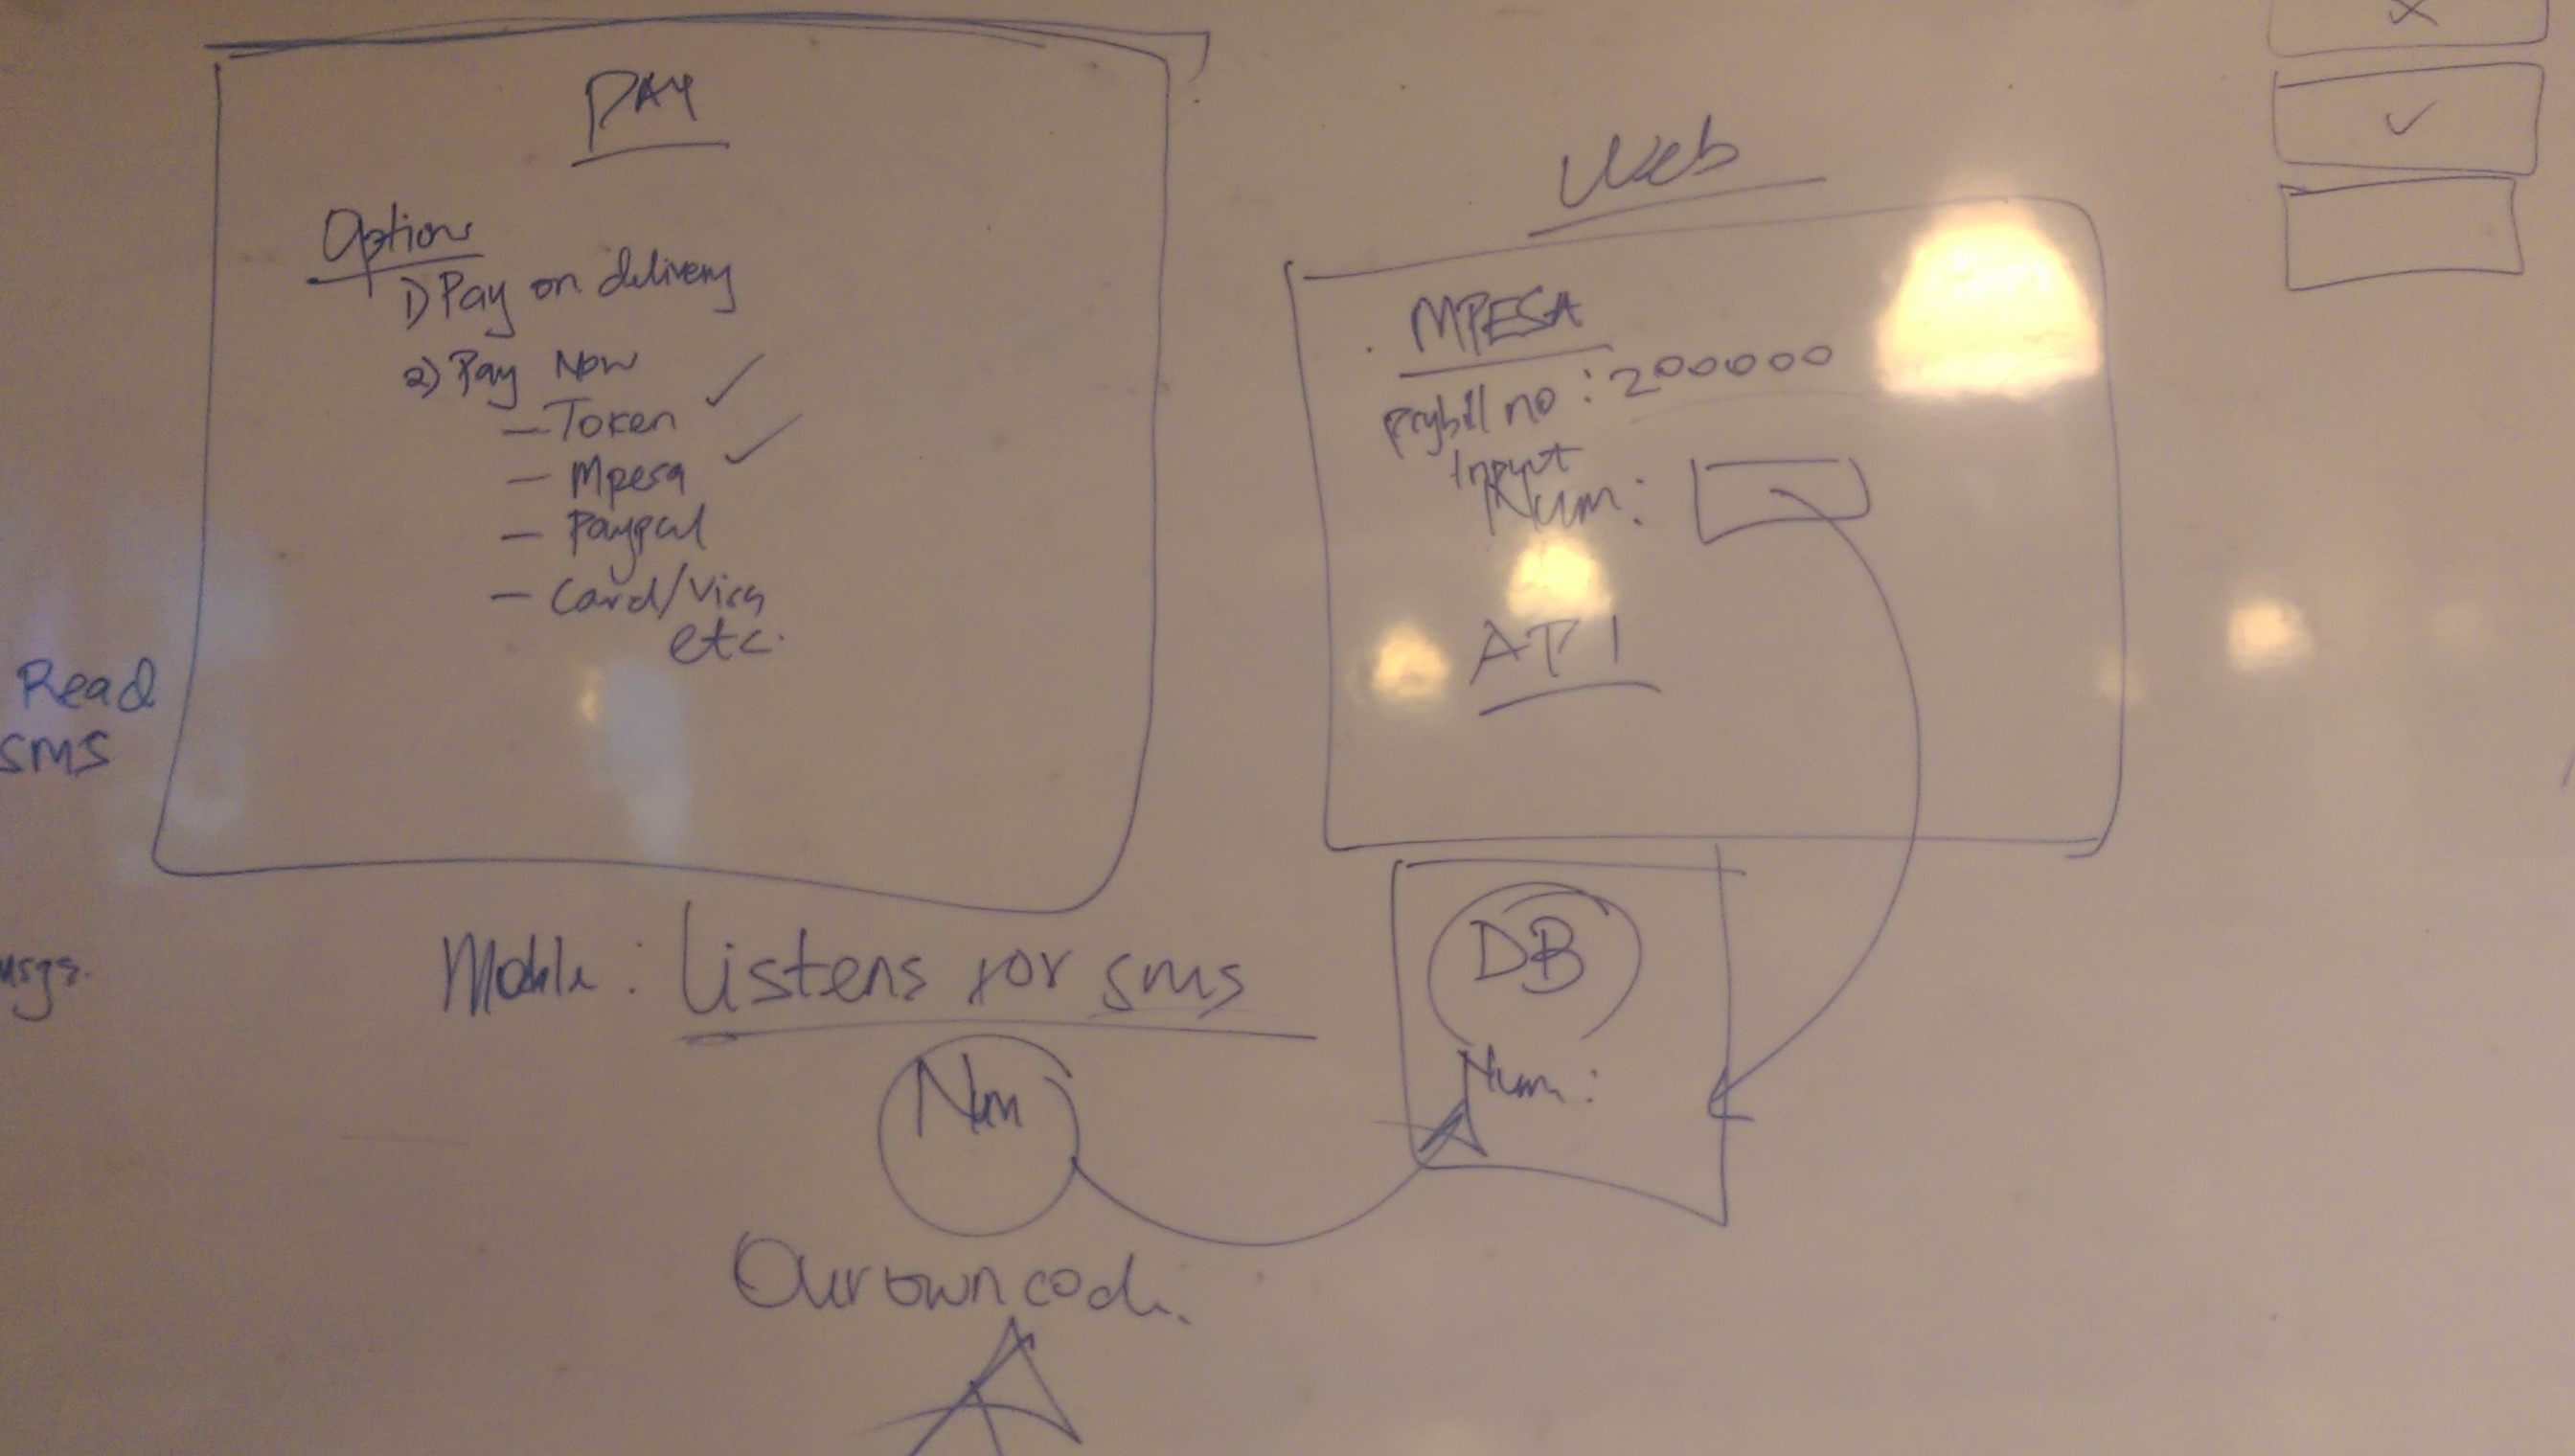 PAY
Options
1) Pay on delivery
2) Pay Now
— Token ✓
— Mpesa ✓
— Paypal
— Card/Visa
etc.
Read
SMS
msgs.
Web
MPESA
Paybill no : 200000
Input
Num:
API
DB
Num:
Mobile : Listens for sms
Num
Our own code.